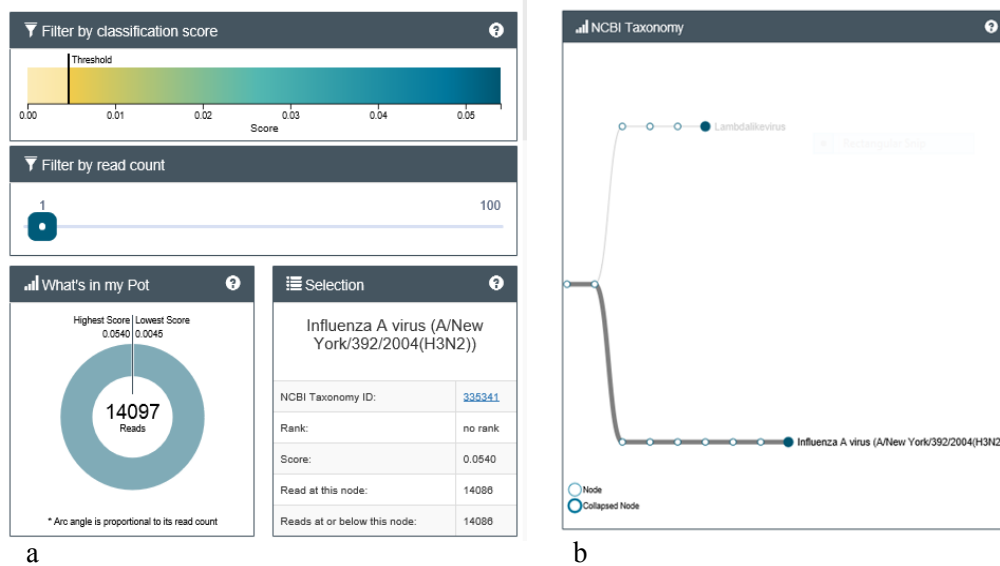 Filter by classification score
?
Threshold
0.00 0.01 0.02 0.03 0.04 0.05
Score
Filter by read count
1 100
What's in my Pot
?
Highest Score Lowest Score
0.0540 0.0045
14097
Reads
* Arc angle is proportional to its read count
Selection
?
Influenza A virus (A/New
York/392/2004(H3N2))
NCBI Taxonomy ID: 335341
Rank: no rank
Score: 0.0540
Read at this node: 14086
Reads at or below this node: 14086
a
NCBI Taxonomy
?
Lambdalikevirus
Influenza A virus (A/New York/392/2004(H3N2
Node
Collapsed Node
b